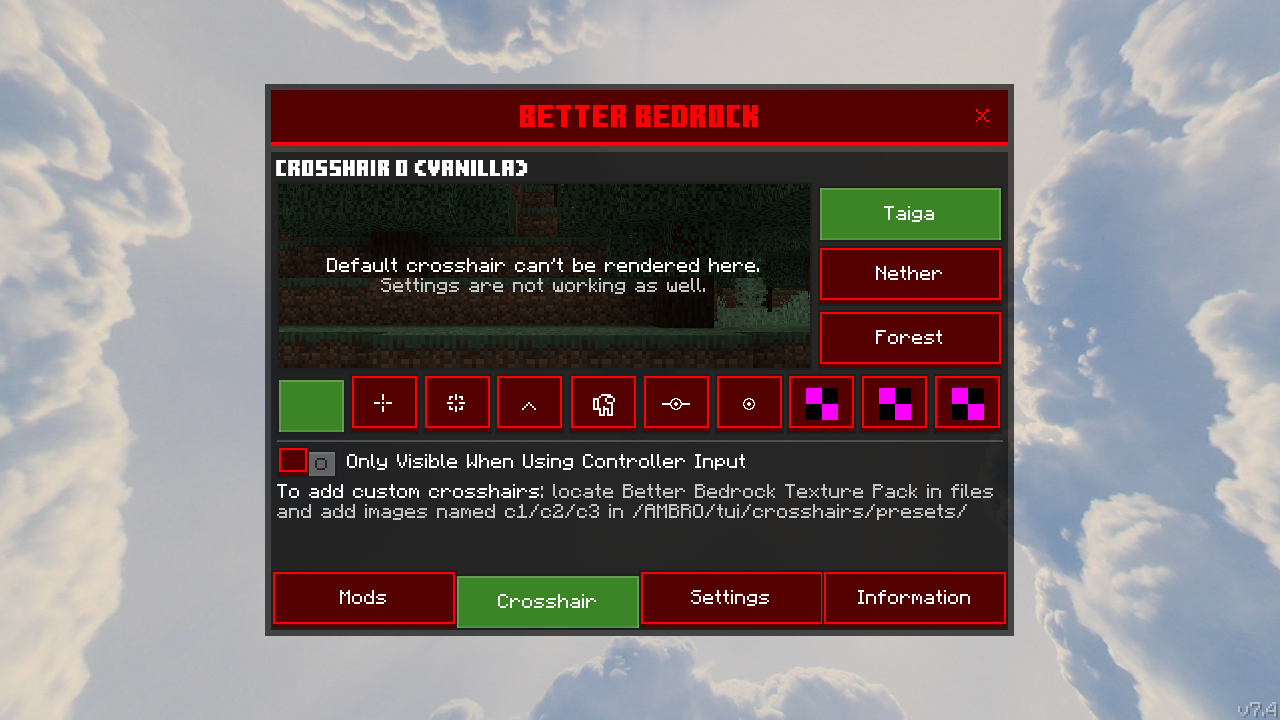 BETTER BEDROCK
CROSSHAIR 0 (VANILLA)
Default crosshair can't be rendered here.
Settings are not working as well.
Taiga
Nether
Forest
Only Visible When Using Controller Input
To add custom crosshairs: locate Better Bedrock Texture Pack in files
and add images named c1/c2/c3 in /AMBRO/tui/crosshairs/presets/
Mods
Crosshair
Settings
Information
v7.4